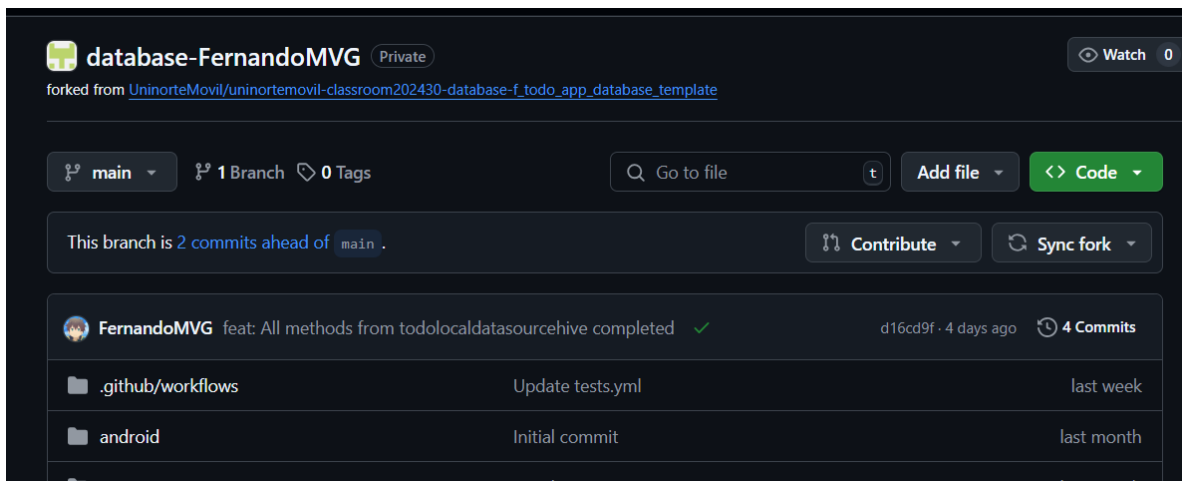 database-FernandoMVG Private
Watch 0
forked from UninorteMovil/uninortemovil-classroom202430-database-f_todo_app_database_template
main 1 Branch 0 Tags Go to file t Add file Code
This branch is 2 commits ahead of main . Contribute Sync fork
FernandoMVG feat: All methods from todolocaldatasourcehive completed d16cd9f · 4 days ago 4 Commits
.github/workflows Update tests.yml last week
android Initial commit last month